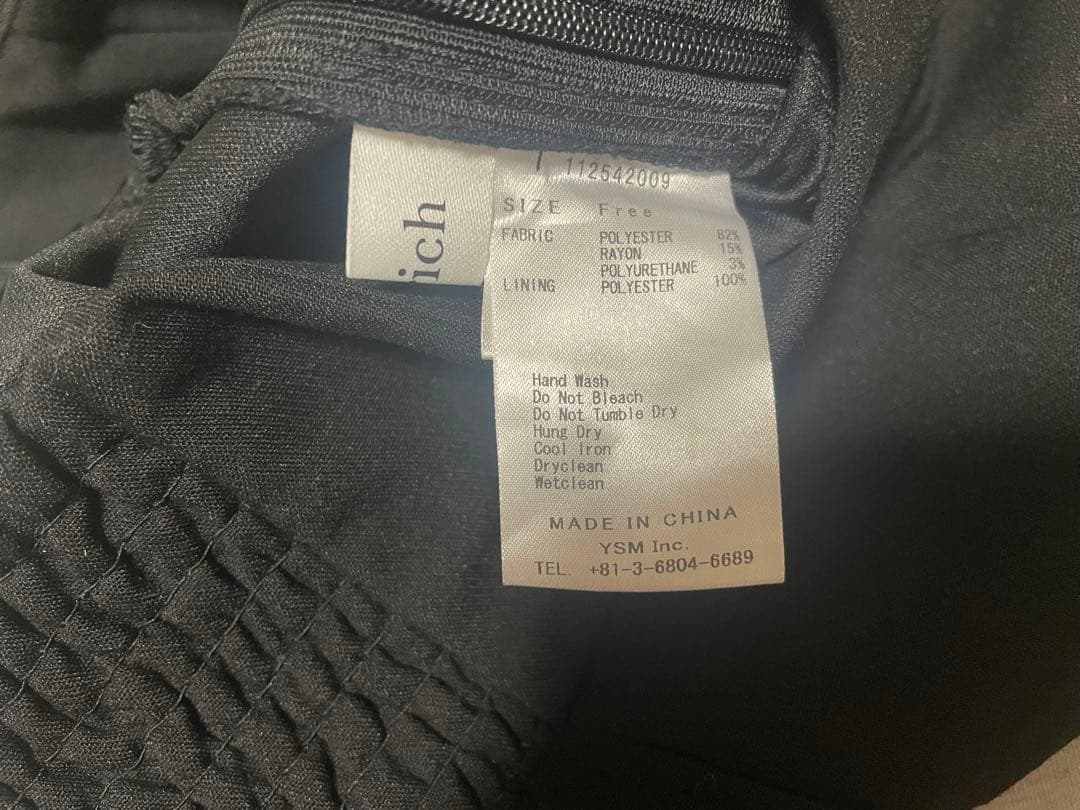 ich
112542009
SIZE Free
FABRIC POLYESTER 82%
RAYON 15%
POLYURETHANE 3%
LINING POLYESTER 100%
Hand Wash
Do Not Bleach
Do Not Tumble Dry
Hung Dry
Cool Iron
Dryclean
Wetclean
MADE IN CHINA
YSM Inc.
TEL. +81-3-6804-6689